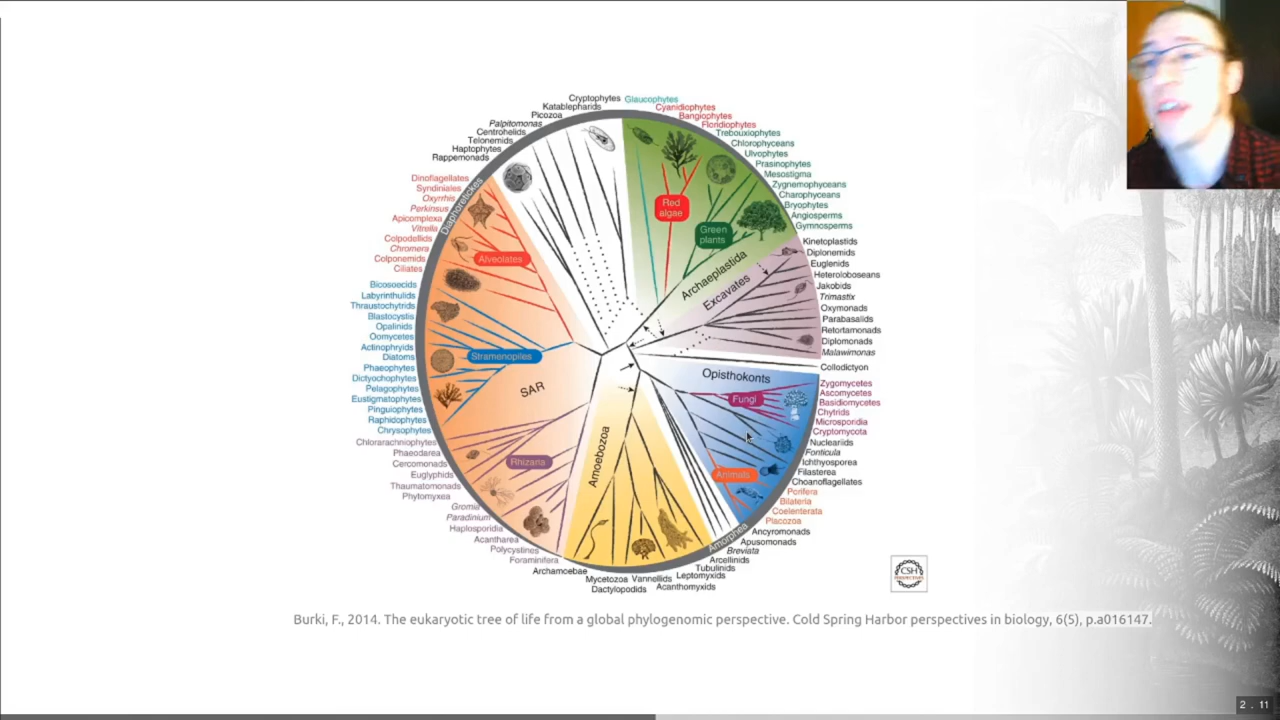 Cryptophytes
Katablepharids
Picozoa
Palpitomonas
Centrohelids
Telonemids
Haptophytes
Rappemonads
Glaucophytes
Cyanidiophytes
Bangiophytes
Floridiophytes
Trebouxiophytes
Chlorophyceans
Ulvophytes
Prasinophytes
Mesostigma
Zygnemophyceans
Charophyceans
Bryophytes
Angiosperms
Gymnosperms
Kinetoplastids
Diplonemids
Euglenids
Heteroloboseans
Jakobids
Trimastix
Oxymonads
Parabasalids
Retortamonads
Diplomonads
Malawimonas
Collodictyon
Zygomycetes
Ascomycetes
Basidiomycetes
Chytrids
Microsporidia
Cryptomycota
Nucleariids
Fonticula
Ichthyosporea
Filasterea
Choanoflagellates
Porifera
Bilateria
Coelenterata
Placozoa
Ancyromonads
Apusomonads
Breviata
Arcellinids
Tubulinids
Leptomyxids
Acanthomyxids
Vannellids
Dactylopodids
Mycetozoa
Archamoebae
Dinoflagellates
Syndiniales
Oxyrrhis
Perkinsus
Apicomplexa
Vitrella
Colpodellids
Chromera
Colponemids
Ciliates
Bicosoecids
Labyrinthulids
Thraustochytrids
Blastocystis
Opalinids
Oomycetes
Actinophryids
Diatoms
Phaeophytes
Dictyochophytes
Pelagophytes
Eustigmatophytes
Pinguiophytes
Raphidophytes
Chrysophytes
Chlorarachniophytes
Phaeodarea
Cercomonads
Euglyphids
Thaumatomonads
Phytomyxea
Gromia
Paradinium
Haplosporidia
Acantharea
Polycystines
Foraminifera
Diaphoretickes
Red
algae
Green
plants
Archaeplastida
Excavates
Alveolates
Stramenopiles
SAR
Rhizaria
Amoebozoa
Opisthokonts
Fungi
Animals
Amorphea
CSH
PERSPECTIVES
Burki, F., 2014. The eukaryotic tree of life from a global phylogenomic perspective. Cold Spring Harbor perspectives in biology, 6(5), p.a016147.
2 . 11